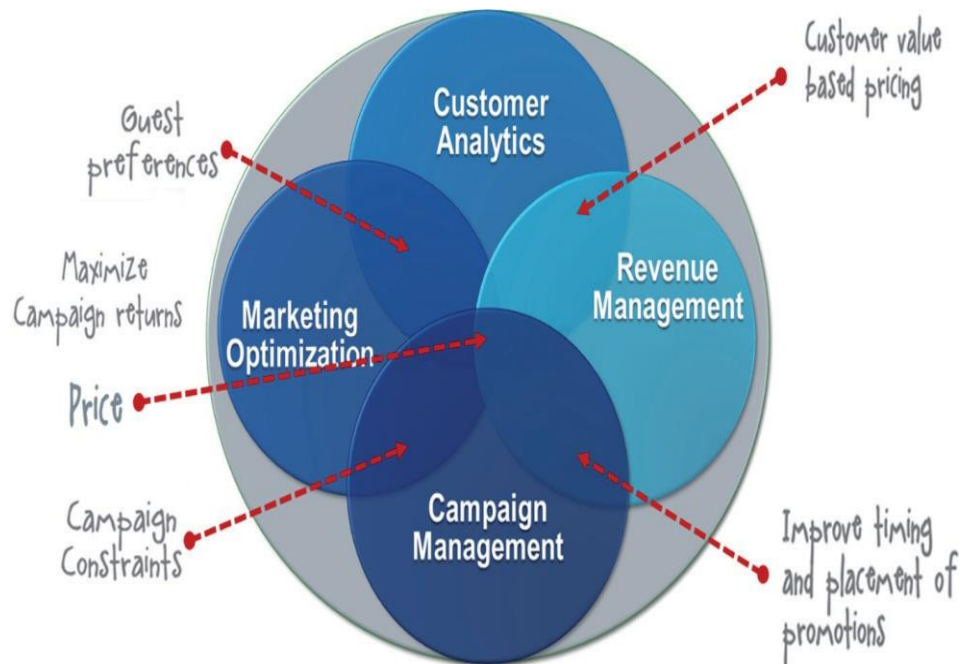 Customer
Analytics
Customer value
based pricing
Guest
preferences
Maximize
Campaign returns
Marketing
Optimization
Revenue
Management
Price
Campaign
Constraints
Campaign
Management
Improve timing
and placement of
promotions